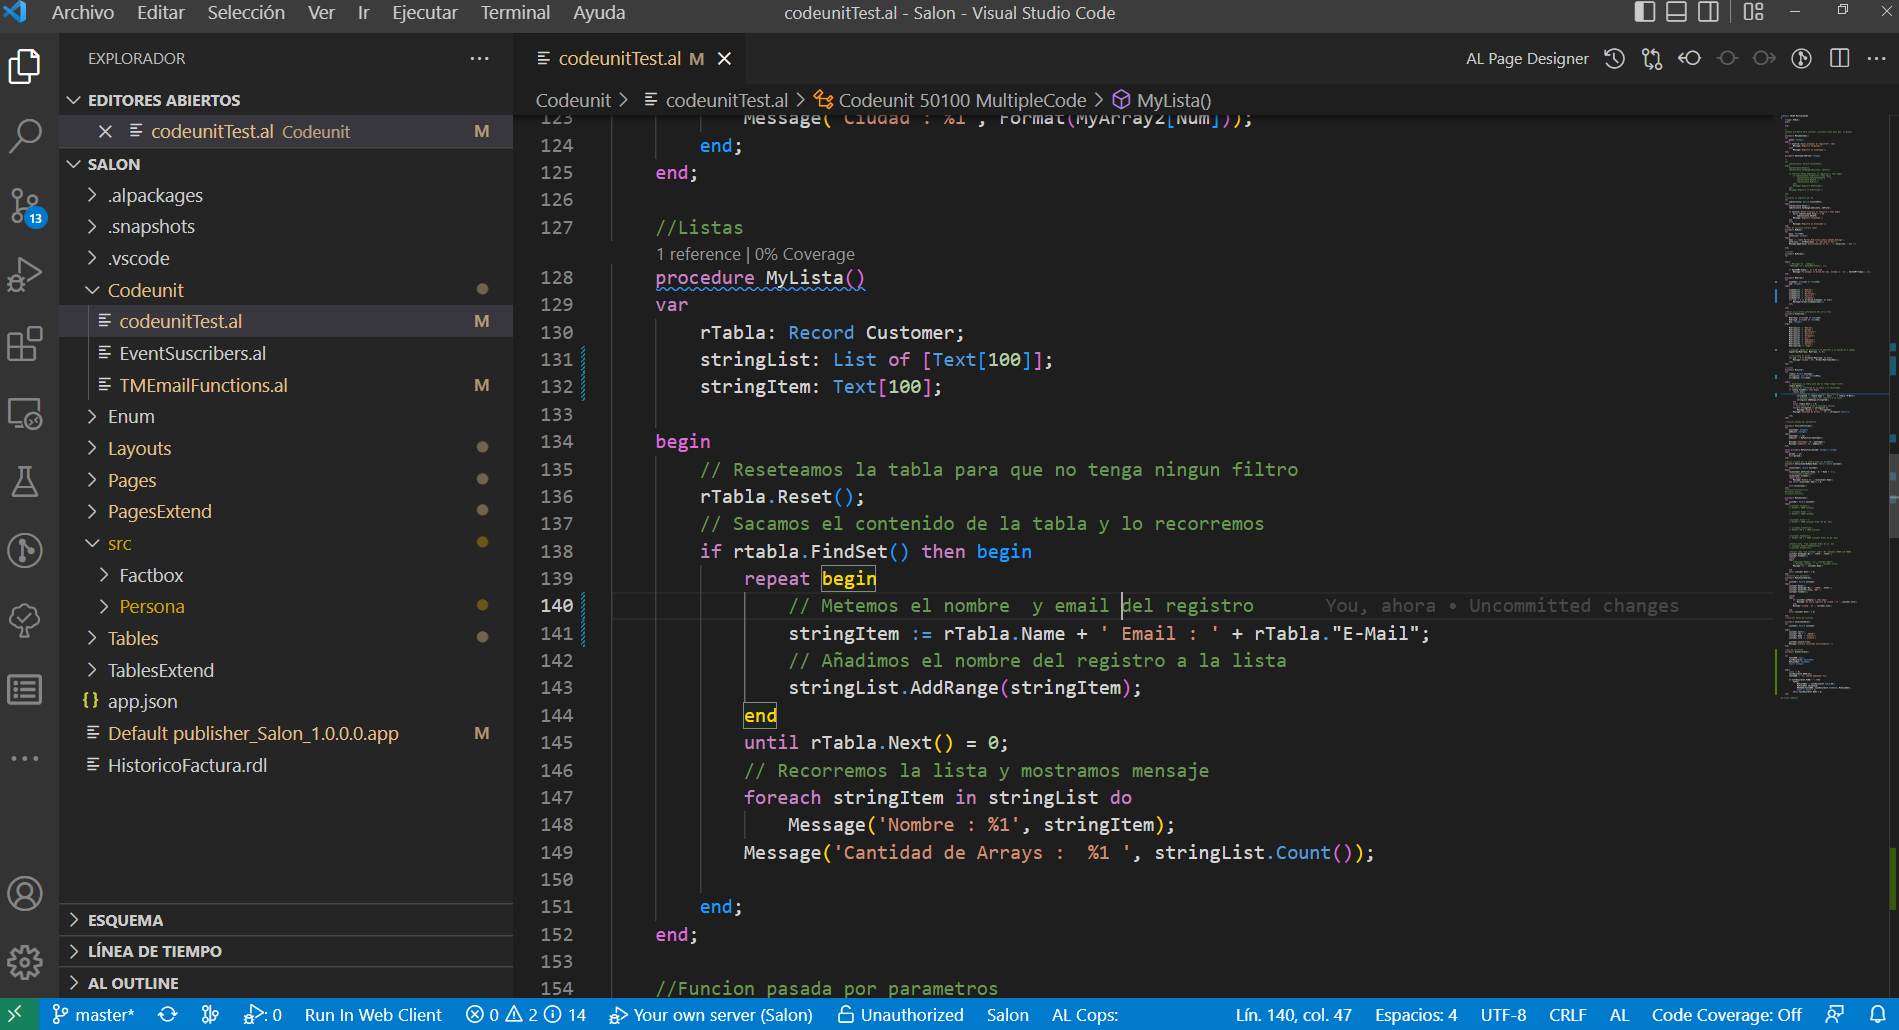 Archivo Editar Selección Ver Ir Ejecutar Terminal Ayuda codeunitTest.al - Salon - Visual Studio Code
EXPLORADOR
EDITORES ABIERTOS
codeunitTest.al Codeunit M
SALON
.alpackages
.snapshots
.vscode
Codeunit
codeunitTest.al M
EventSuscribers.al
TMEmailFunctions.al M
Enum
Layouts
Pages
PagesExtend
src
Factbox
Persona
Tables
TablesExtend
app.json
Default publisher_Salon_1.0.0.0.app M
HistoricoFactura.rdl
ESQUEMA
LÍNEA DE TIEMPO
AL OUTLINE
13
codeunitTest.al M AL Page Designer
Codeunit > codeunitTest.al > Codeunit 50100 MultipleCode > MyLista()
123 Message('Ciudad : %1', Format(MyArray2[Num]));
124 end;
125 end;
126
127 //Listas
1 reference | 0% Coverage
128 procedure MyLista()
129 var
130 rTabla: Record Customer;
131 stringList: List of [Text[100]];
132 stringItem: Text[100];
133
134 begin
135 // Reseteamos la tabla para que no tenga ningun filtro
136 rTabla.Reset();
137 // Sacamos el contenido de la tabla y lo recorremos
138 if rtabla.FindSet() then begin
139 repeat begin
140 // Metemos el nombre  y email del registro You, ahora • Uncommitted changes
141 stringItem := rTabla.Name + ' Email : ' + rTabla."E-Mail";
142 // Añadimos el nombre del registro a la lista
143 stringList.AddRange(stringItem);
144 end
145 until rTabla.Next() = 0;
146 // Recorremos la lista y mostramos mensaje
147 foreach stringItem in stringList do
148 Message('Nombre : %1', stringItem);
149 Message('Cantidad de Arrays :  %1 ', stringList.Count());
150
151 end;
152 end;
153
154 //Funcion pasada por parametros
master* : 0 Run In Web Client 0 2 14 Your own server (Salon) Unauthorized Salon AL Cops: Lín. 140, col. 47 Espacios: 4 UTF-8 CRLF AL Code Coverage: Off